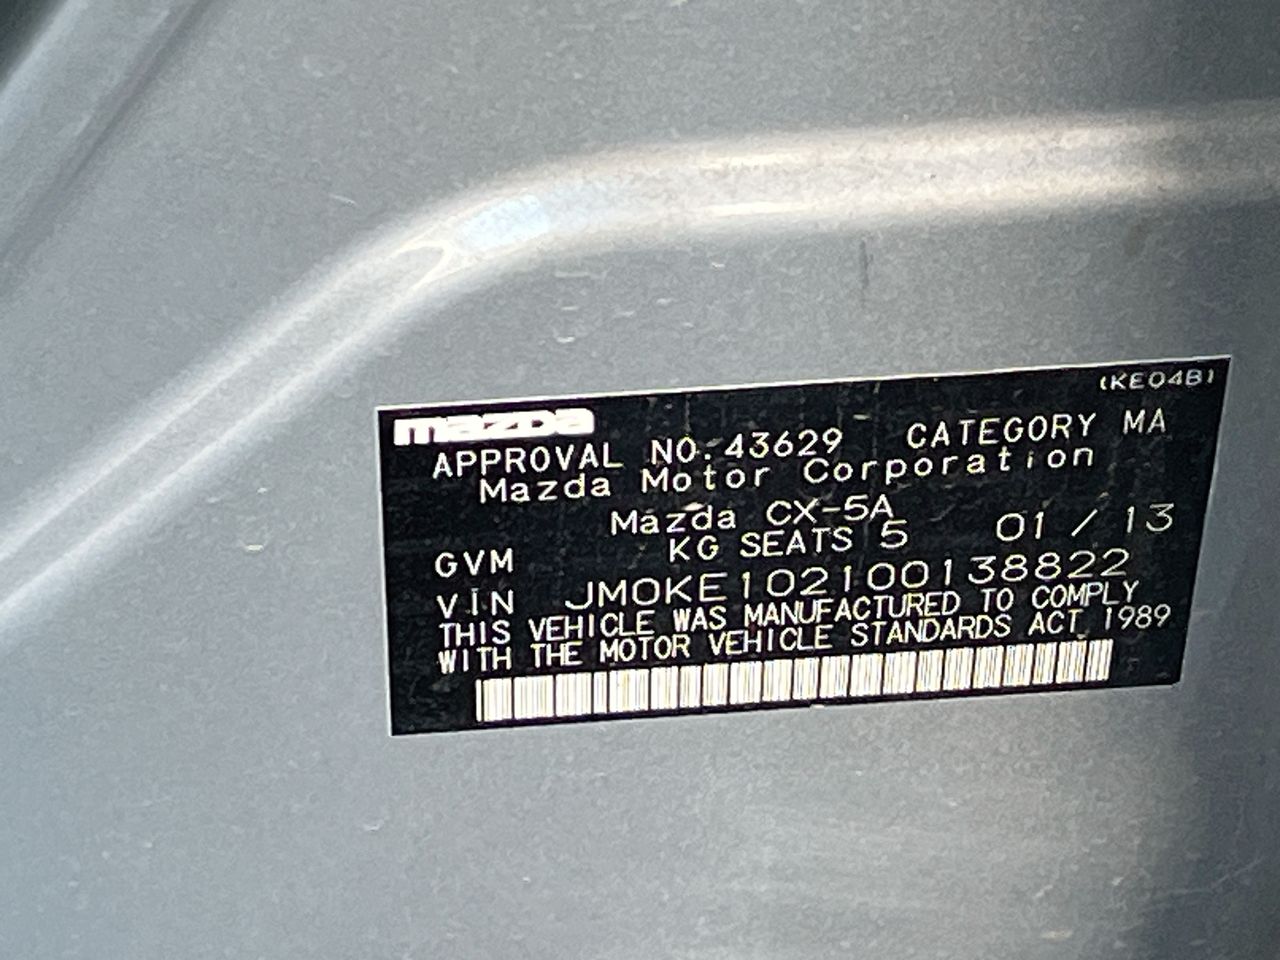 (KE04B)
mazda
APPROVAL NO. 43629 CATEGORY MA
Mazda Motor Corporation
Mazda CX-5A
GVM KG SEATS 5 01 / 13
VIN JM0KE102100138822
THIS VEHICLE WAS MANUFACTURED TO COMPLY
WITH THE MOTOR VEHICLE STANDARDS ACT 1989